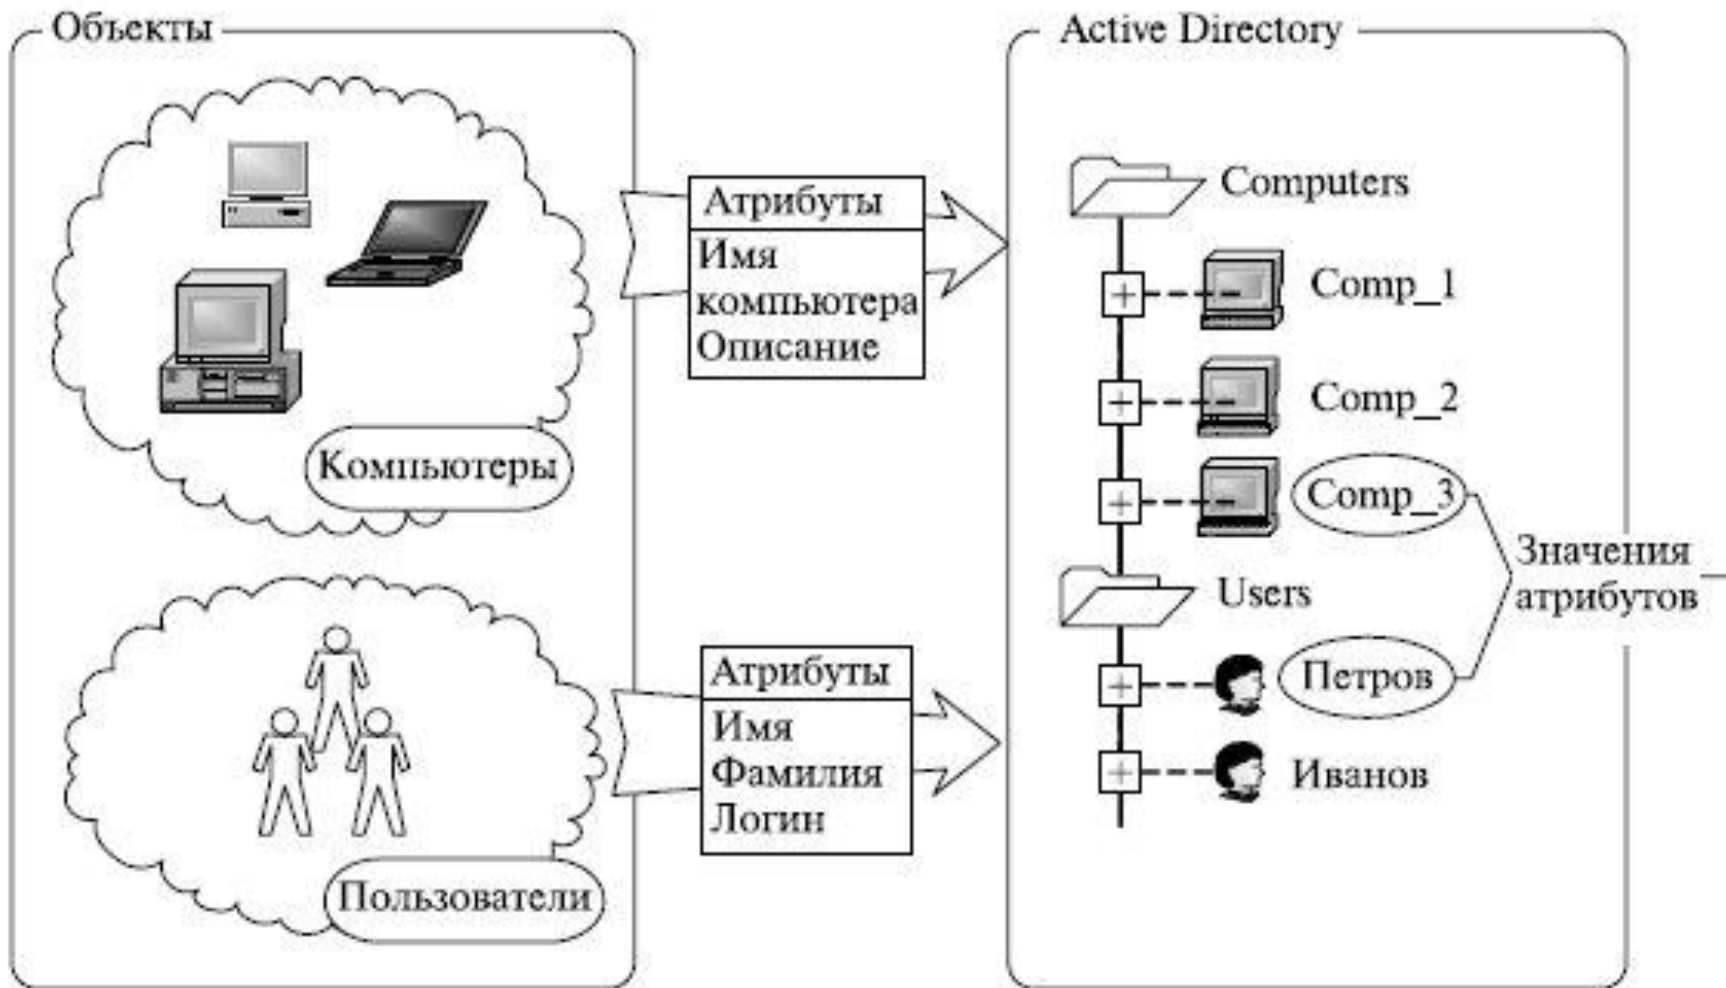 Объекты
Компьютеры
Пользователи
Атрибуты
Имя
компьютера
Описание
Атрибуты
Имя
Фамилия
Логин
Active Directory
Computers
Comp_1
Comp_2
Comp_3
Users
Петров
Иванов
Значения
атрибутов